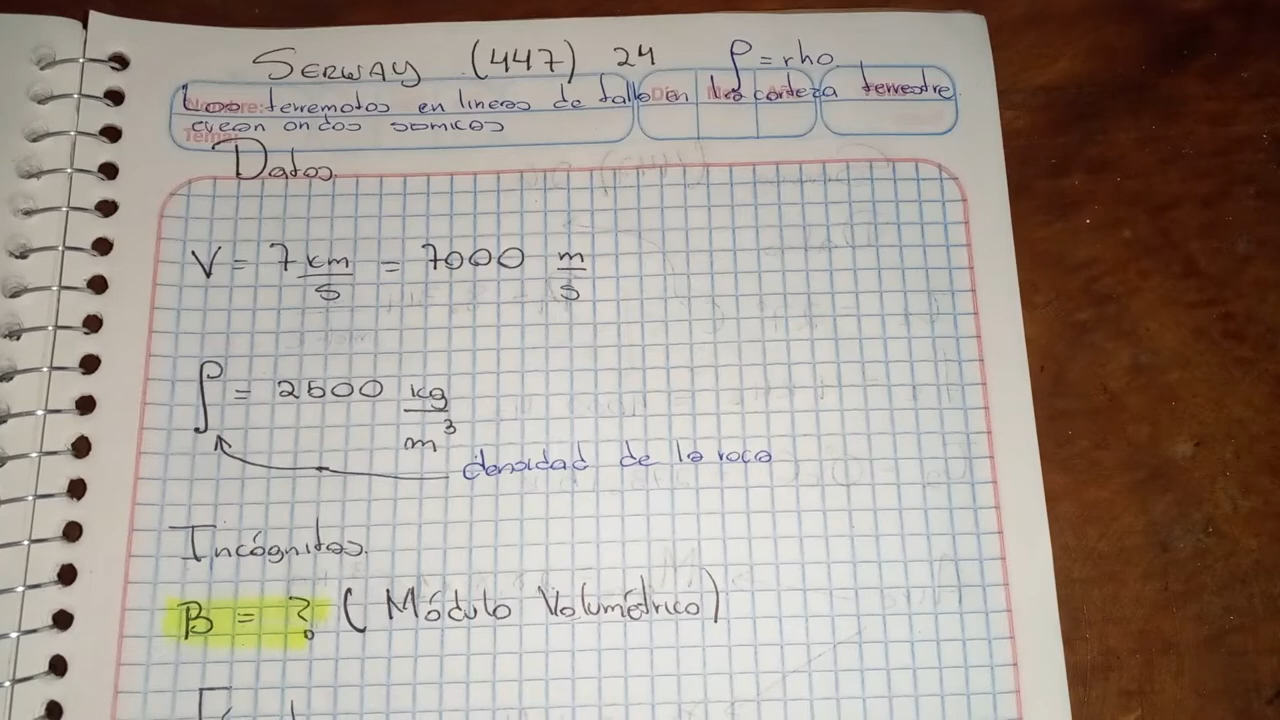 SERWAY (447) 24 ρ = rho
Los terremotos en lineas de falla en la corteza terrestre
crean ondas sonicas
Datos.
V = 7 km/s = 7000 m/s
ρ = 2500 kg/m³
densidad de la roca
Incógnitas.
B = ? (Módulo Volumétrico)